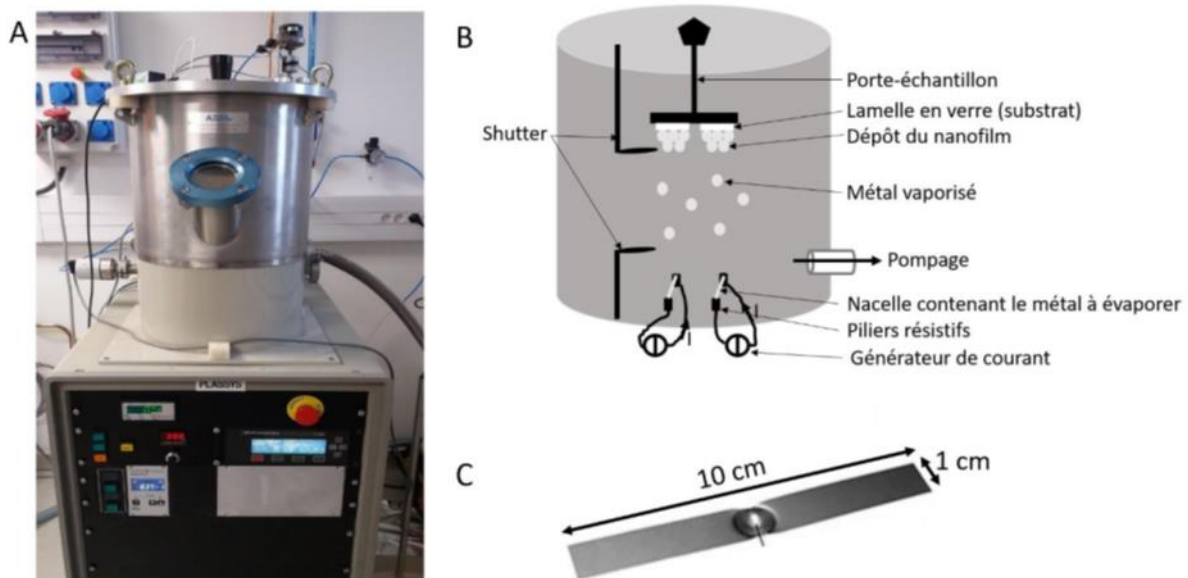 A
PLASSYS
B
Porte-échantillon
Lamelle en verre (substrat)
Dépôt du nanofilm
Shutter
Métal vaporisé
Pompage
Nacelle contenant le métal à évaporer
Piliers résistifs
I
I
Générateur de courant
C
10 cm
1 cm